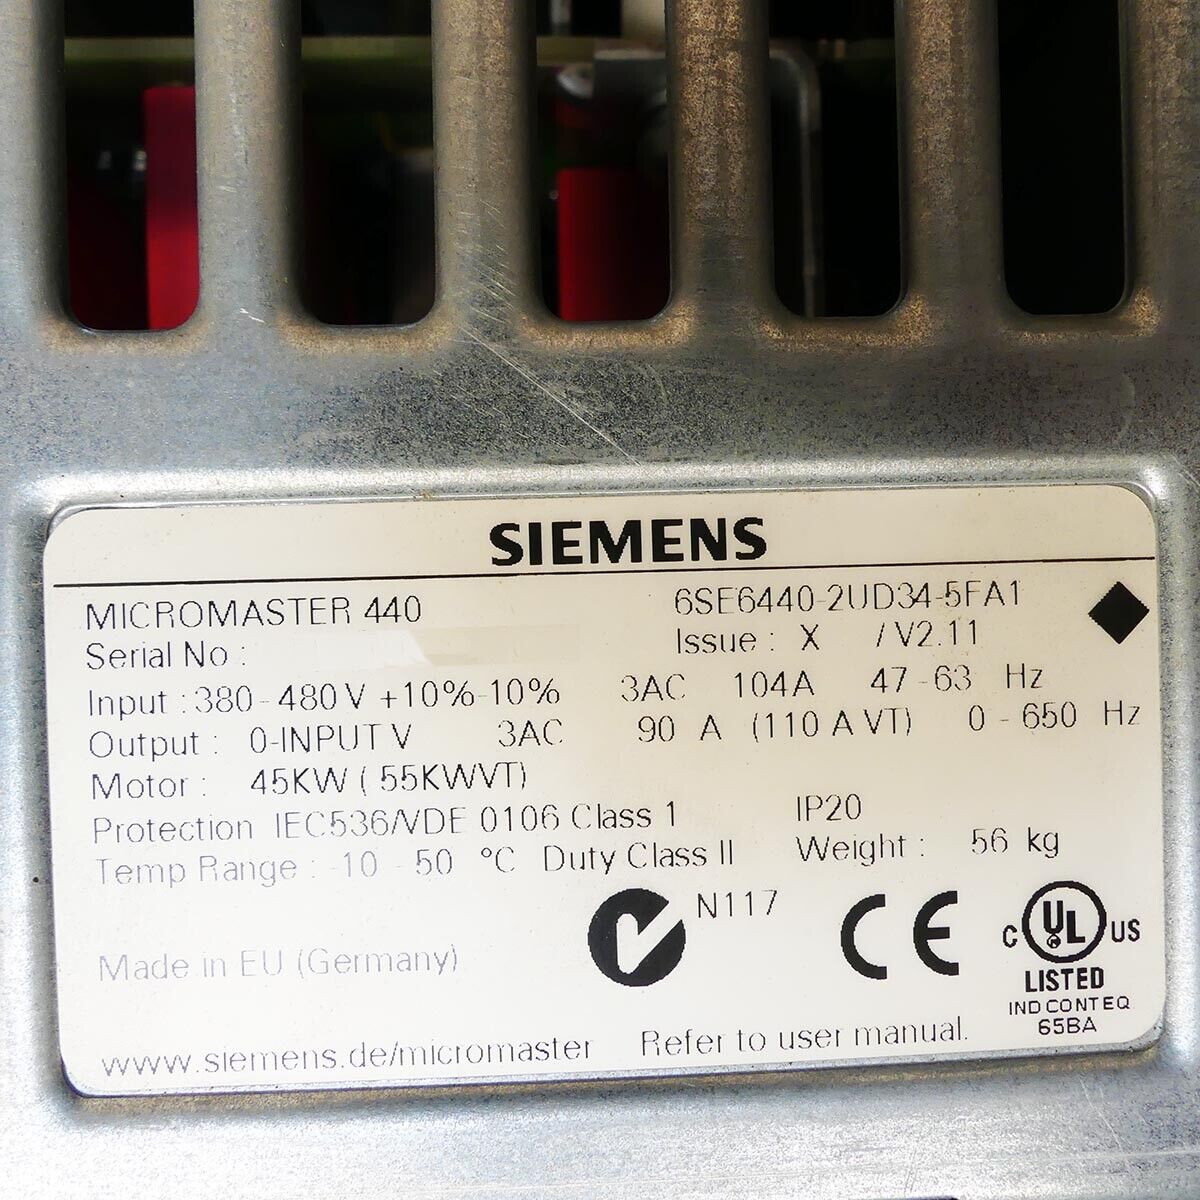 SIEMENS
MICROMASTER 440 6SE6440-2UD34-5FA1
Serial No : Issue : X / V2.11
Input : 380 - 480 V +10% -10% 3AC 104A 47 - 63 Hz
Output : 0-INPUT V 3AC 90 A (110 A VT) 0 - 650 Hz
Motor : 45KW ( 55KWVT)
Protection IEC536/VDE 0106 Class 1 IP20
Temp Range : -10 - 50 °C Duty Class II Weight : 56 kg
N117
CE
C UL US
LISTED
IND CONT EQ
65BA
Made in EU (Germany)
www.siemens.de/micromaster Refer to user manual.